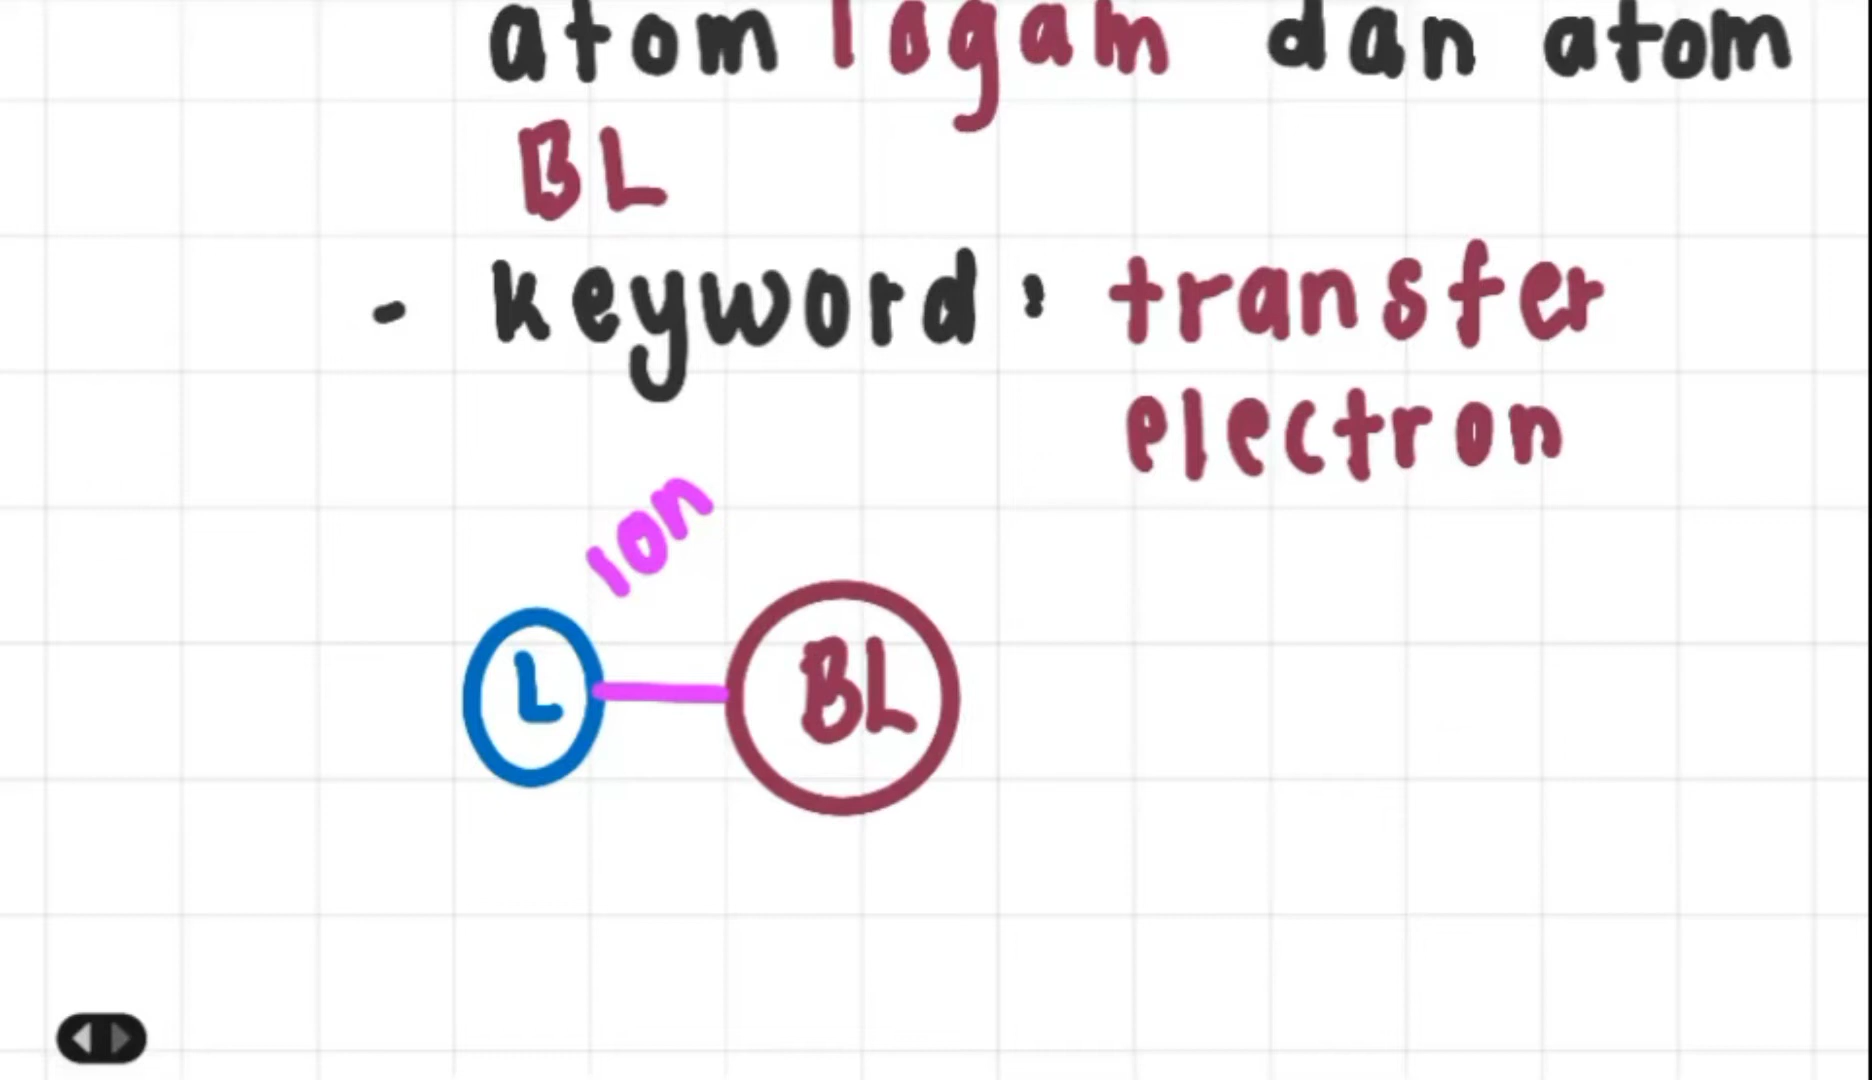 atom logam dan atom
BL
- keyword : transfer
electron
ion
L
BL